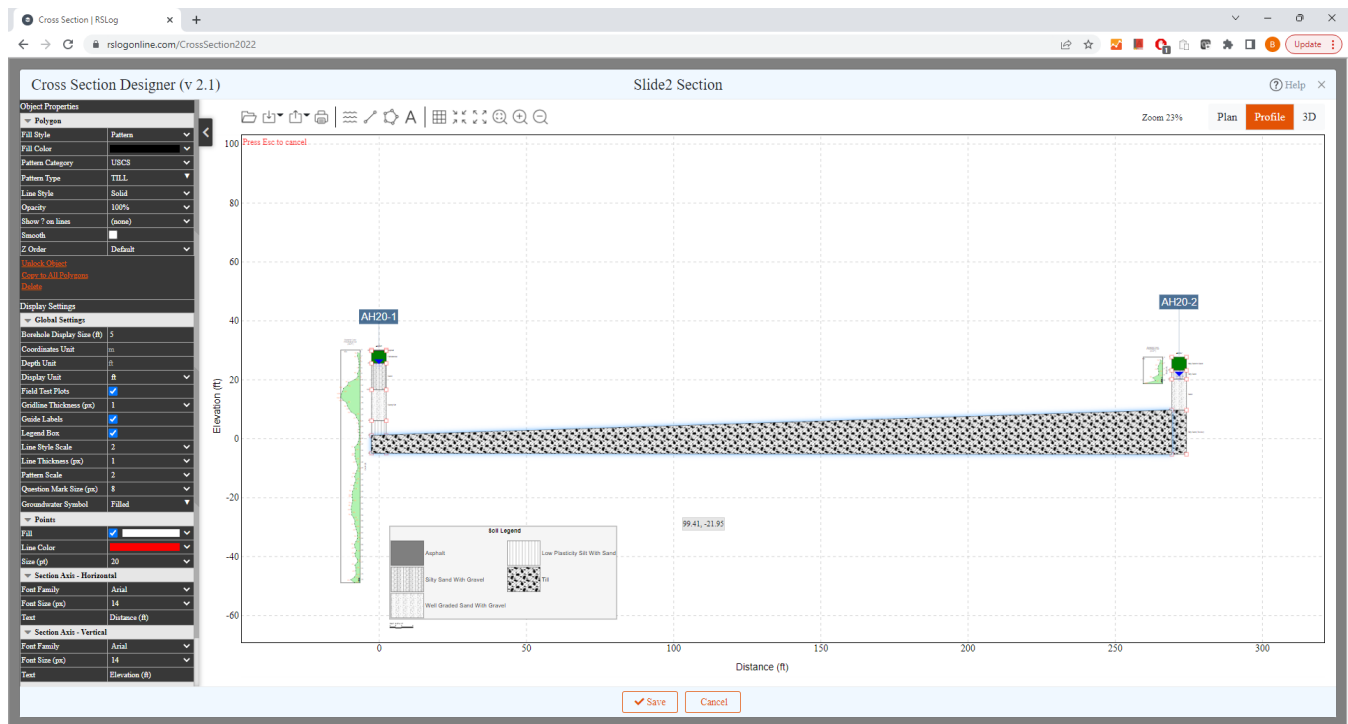 Cross Section | RSLog
rslogonline.com/CrossSection2022
1
B
Update
Cross Section Designer (v 2.1)
Slide2 Section
Help
Object Properties
Polygon
Fill Style Pattern
Fill Color
Pattern Category USCS
Pattern Type TILL
Line Style Solid
Opacity 100%
Show ? on lines (none)
Smooth
Z Order Default
Unlock Object
Copy to All Polygons
Delete
Display Settings
Global Settings
Borehole Display Size (ft) 5
Coordinates Unit m
Depth Unit ft
Display Unit ft
Field Test Plots
Gridline Thickness (px) 1
Guide Labels
Legend Box
Line Style Scale 2
Line Thickness (px) 1
Pattern Scale 2
Question Mark Size (px) 8
Groundwater Symbol Filled
Points
Fill
Line Color
Size (pt) 20
Section Axis - Horizontal
Font Family Arial
Font Size (px) 14
Text Distance (ft)
Section Axis - Vertical
Font Family Arial
Font Size (px) 14
Text Elevation (ft)
A
Zoom 23%
Plan
Profile
3D
Press Esc to cancel
100
80
60
40
20
0
-20
-40
-60
Elevation (ft)
AH20-1
AH20-2
99.41, -21.95
Soil Legend
Asphalt
Low Plasticity Silt With Sand
Silty Sand With Gravel
Till
Well Graded Sand With Gravel
0 50 100 150 200 250 300
Distance (ft)
Save
Cancel